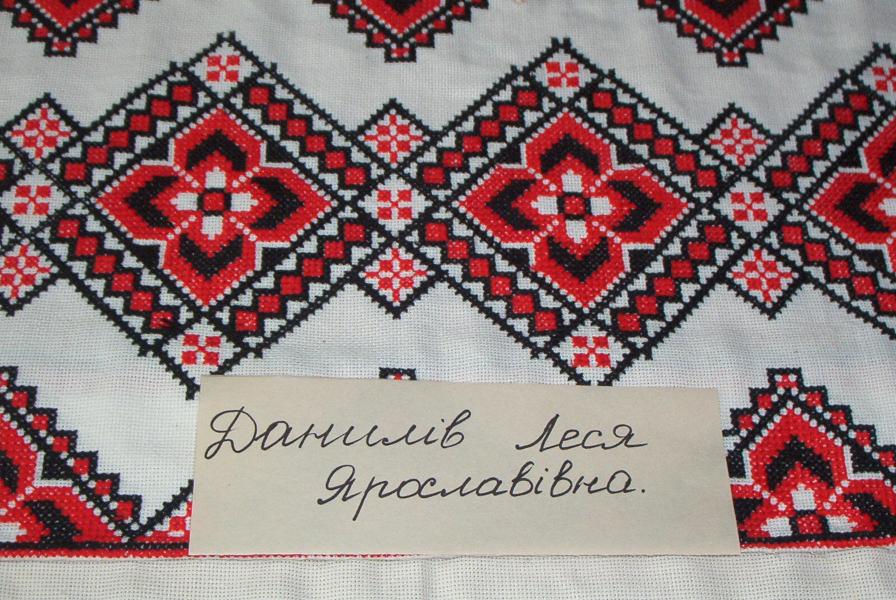 Данилів Леся
Ярославівна.